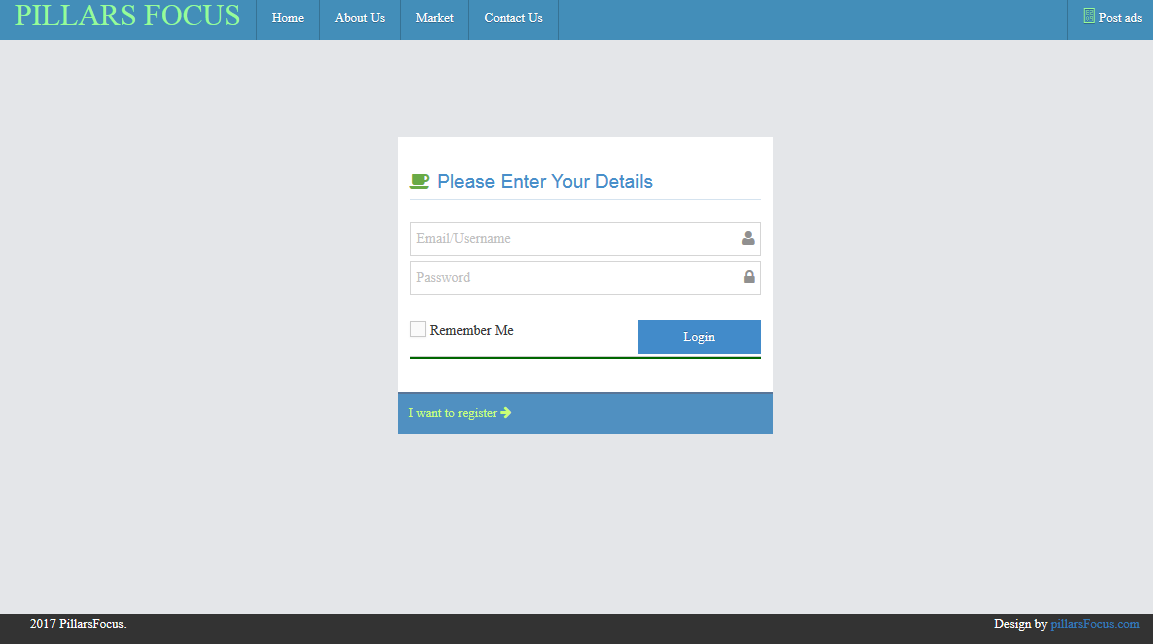 PILLARS FOCUS
Home
About Us
Market
Contact Us
Post ads
Please Enter Your Details
Email/Username
Password
Remember Me
Login
I want to register
2017 PillarsFocus.
Design by pillarsFocus.com